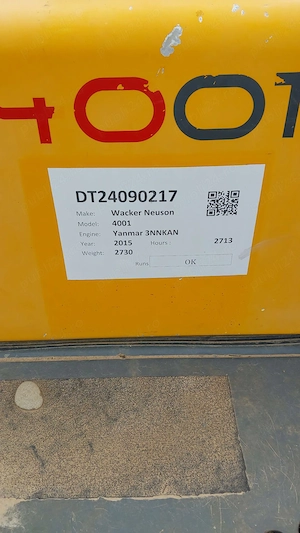 4001
DT24090217
Make: Wacker Neuson
Model: 4001
Engine: Yanmar 3NNKAN
Year: 2015 Hours 2713
Weight: 2730
Runs OK